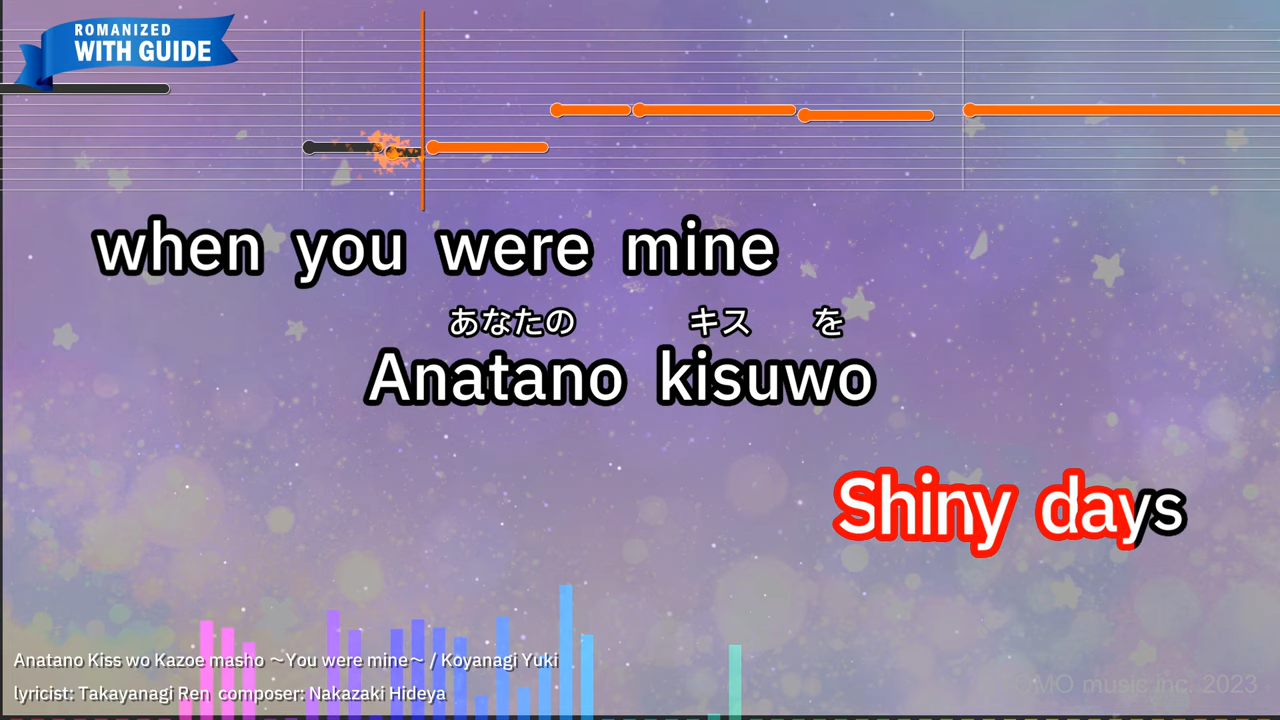 ROMANIZED
WITH GUIDE
when you were mine
あなたの キス を
Anatano kisuwo
Shiny days
Anatano Kiss wo Kazoe masho ～You were mine～ / Koyanagi Yuki
lyricist: Takayanagi Ren composer: Nakazaki Hideya
MO music inc. 2023